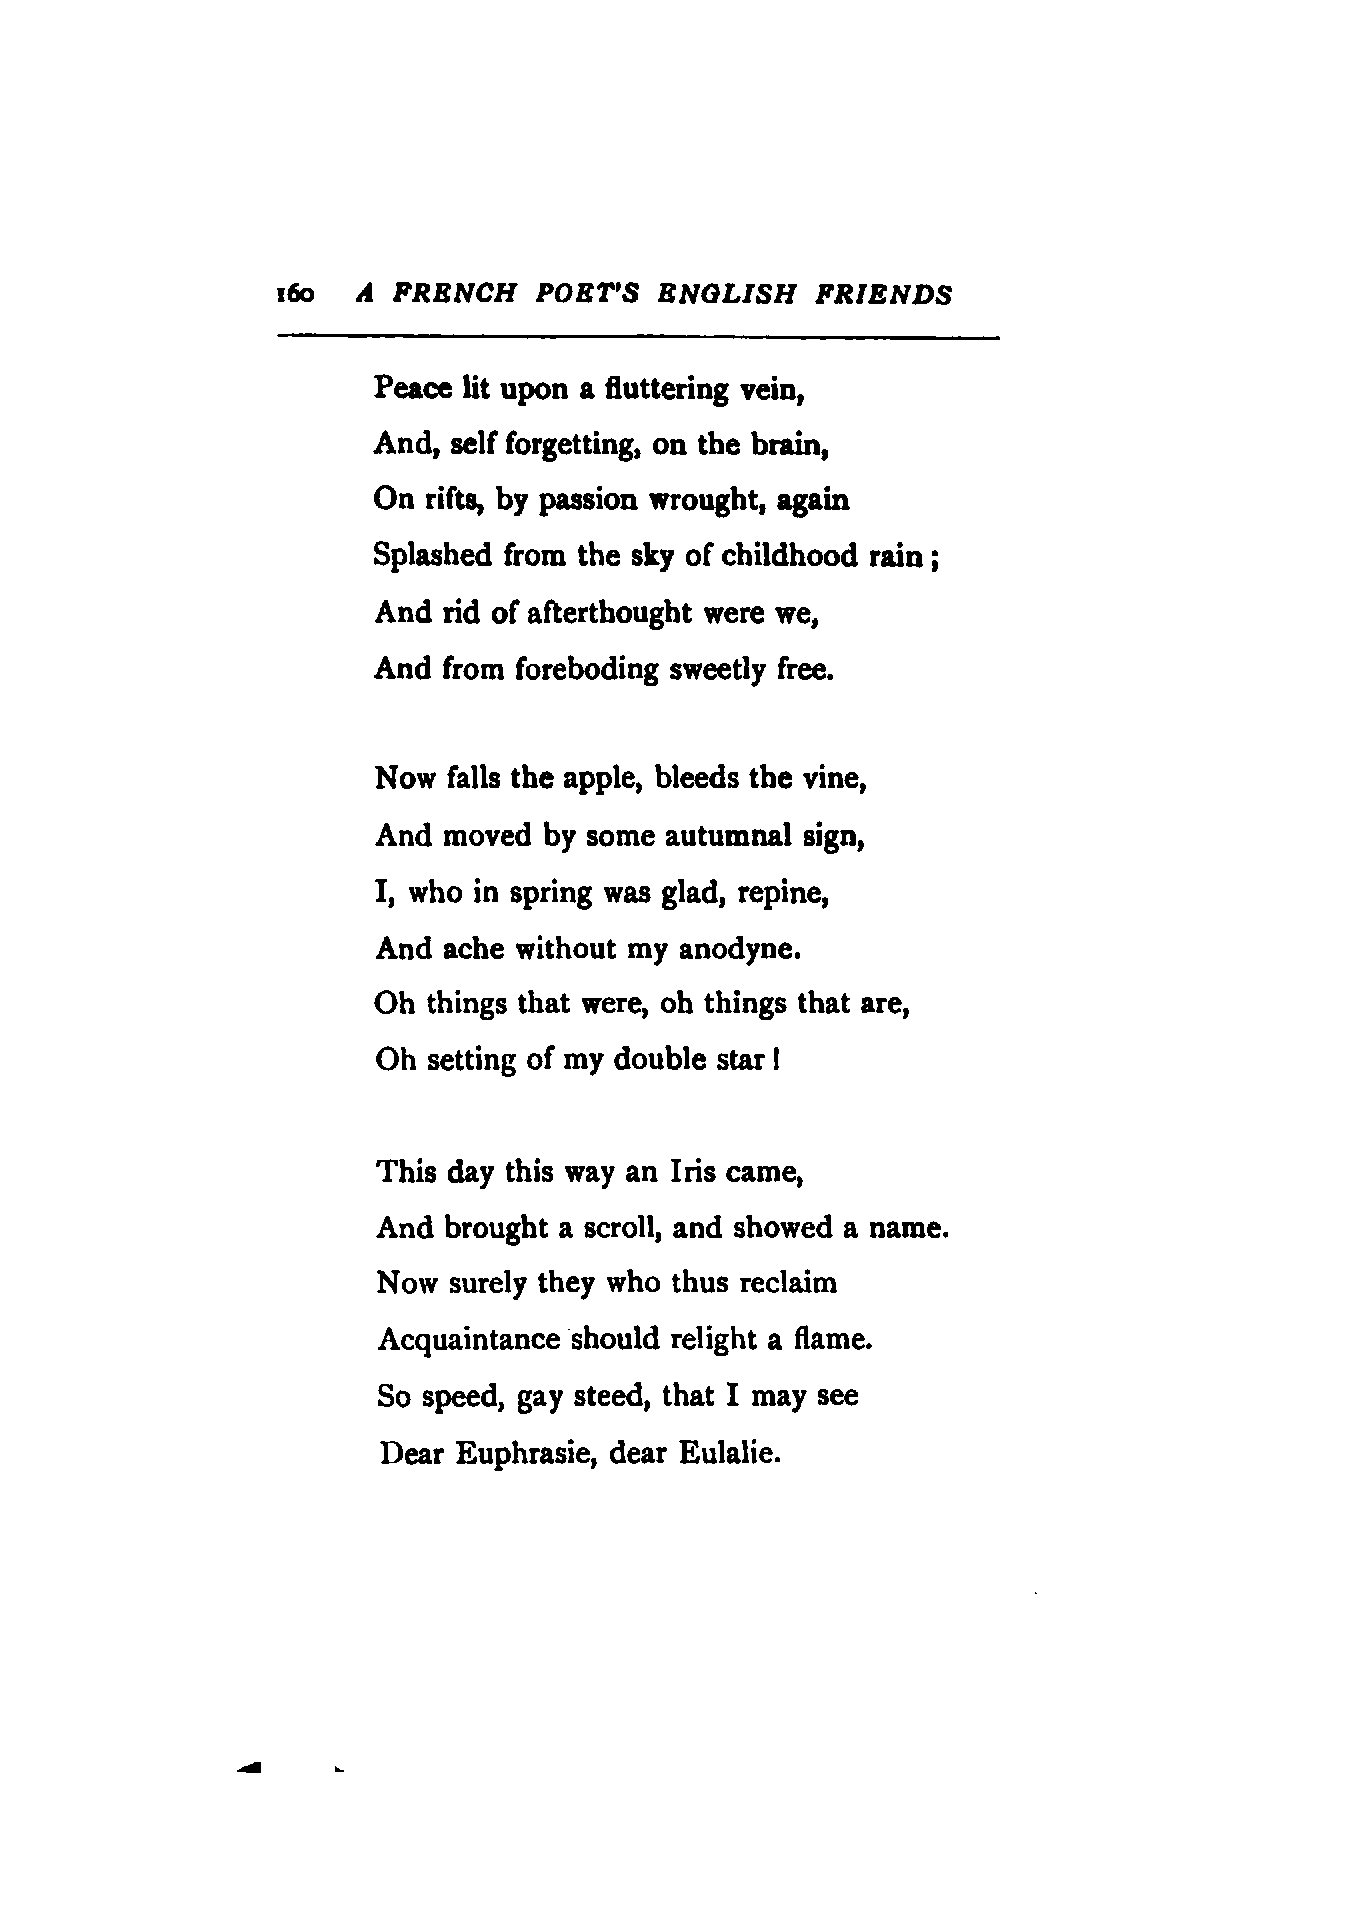 160 A FRENCH POET'S ENGLISH FRIENDS
Peace lit upon a fluttering vein,
And, self forgetting, on the brain,
On rifts, by passion wrought, again
Splashed from the sky of childhood rain;
And rid of afterthought were we,
And from foreboding sweetly free.
Now falls the apple, bleeds the vine,
And moved by some autumnal sign,
I, who in spring was glad, repine,
And ache without my anodyne.
Oh things that were, oh things that are,
Oh setting of my double star!
This day this way an Iris came,
And brought a scroll, and showed a name.
Now surely they who thus reclaim
Acquaintance should relight a flame.
So speed, gay steed, that I may see
Dear Euphrasie, dear Eulalie.